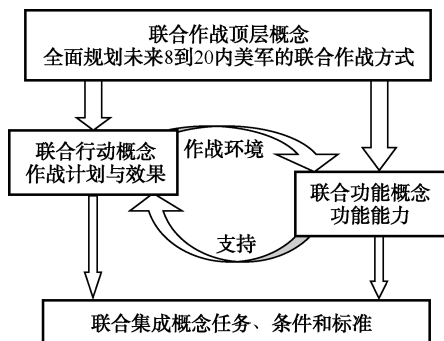 联合作战顶层概念
全面规划未来8到20内美军的联合作战方式
联合行动概念
作战计划与效果
作战环境
联合功能概念
功能能力
支持
联合集成概念任务、条件和标准